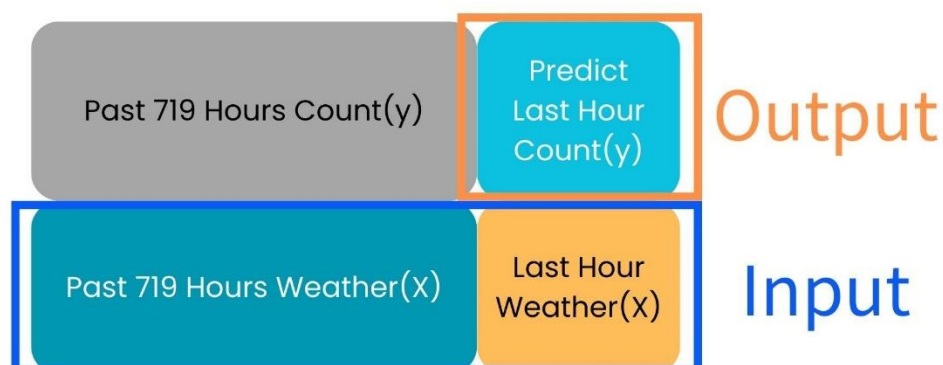 Past 719 Hours Count(y)
Predict
Last Hour
Count(y)
Output
Past 719 Hours Weather(X)
Last Hour
Weather(X)
Input